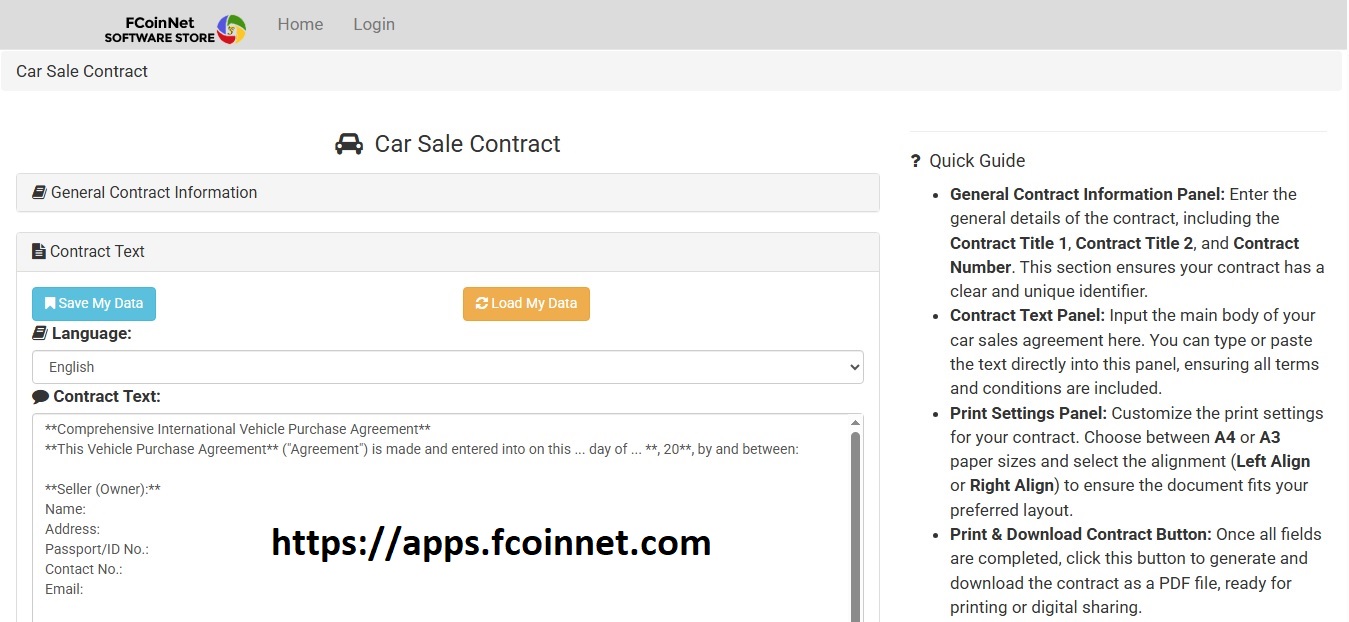 FCoinNet
SOFTWARE STORE
Home
Login
Car Sale Contract
Car Sale Contract
General Contract Information
Contract Text
Save My Data
Load My Data
Language:
English
Contract Text:
**Comprehensive International Vehicle Purchase Agreement**
**This Vehicle Purchase Agreement** ("Agreement") is made and entered into on this ... day of ... **, 20**, by and between:
**Seller (Owner):**
Name:
Address:
Passport/ID No.:
Contact No.:
Email:
https://apps.fcoinnet.com
? Quick Guide
• General Contract Information Panel: Enter the
general details of the contract, including the
Contract Title 1, Contract Title 2, and Contract
Number. This section ensures your contract has a
clear and unique identifier.
• Contract Text Panel: Input the main body of your
car sales agreement here. You can type or paste
the text directly into this panel, ensuring all terms
and conditions are included.
• Print Settings Panel: Customize the print settings
for your contract. Choose between A4 or A3
paper sizes and select the alignment (Left Align
or Right Align) to ensure the document fits your
preferred layout.
• Print & Download Contract Button: Once all fields
are completed, click this button to generate and
download the contract as a PDF file, ready for
printing or digital sharing.